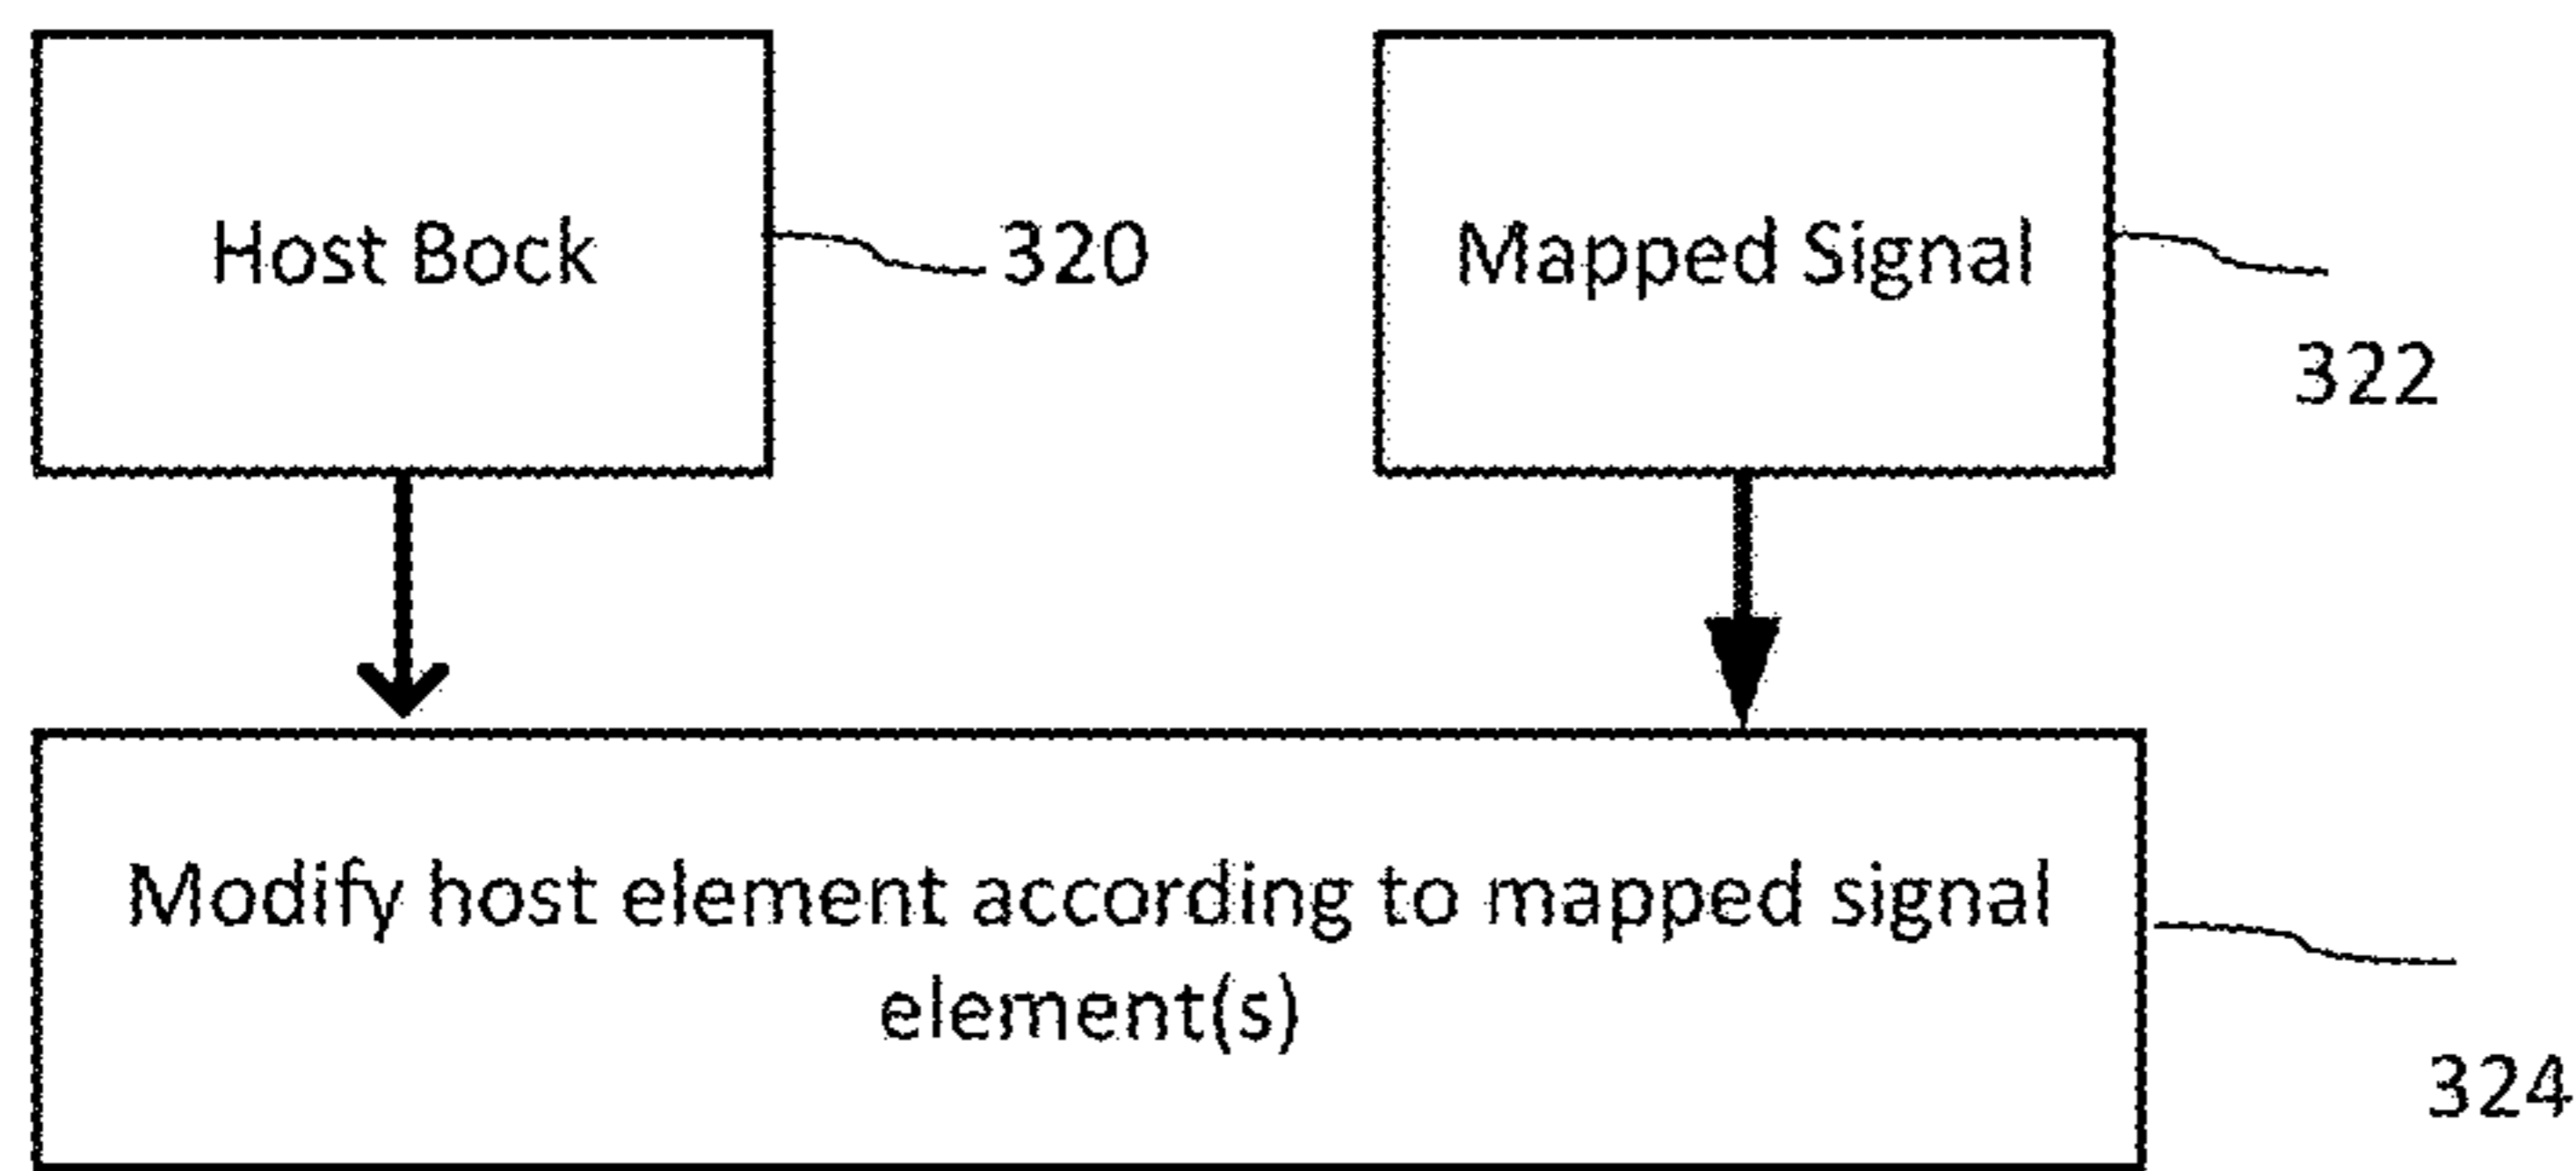 Host Bock
320
Mapped Signal
322
Modify host element according to mapped signal
element(s)
324